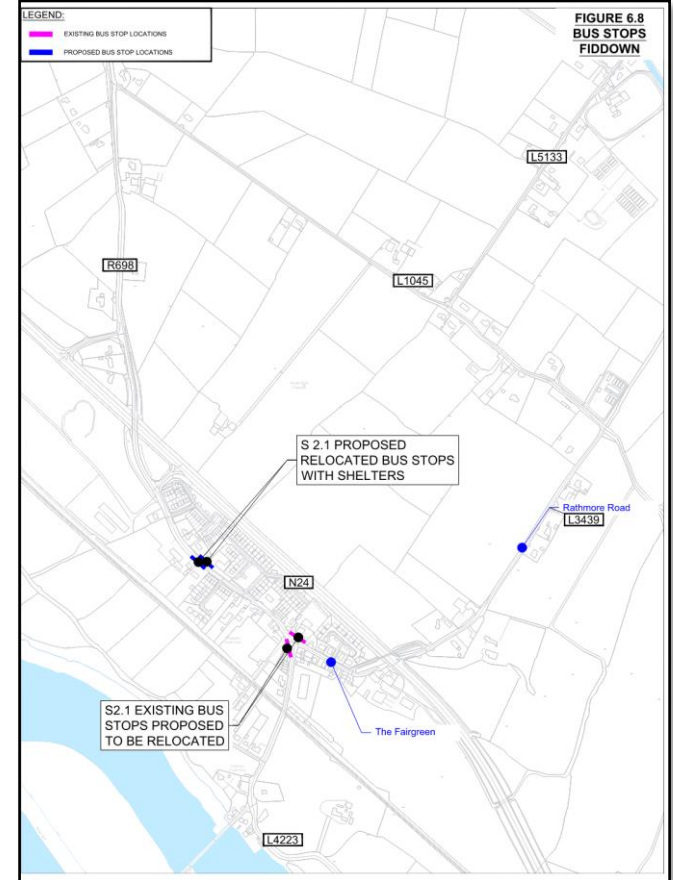 LEGEND:
EXISTING BUS STOP LOCATIONS
PROPOSED BUS STOP LOCATIONS
FIGURE 6.8
BUS STOPS
FIDDOWN
L5133
R698
L1045
S 2.1 PROPOSED
RELOCATED BUS STOPS
WITH SHELTERS
Rathmore Road
L3439
N24
S2.1 EXISTING BUS
STOPS PROPOSED
TO BE RELOCATED
The Fairgreen
L4223